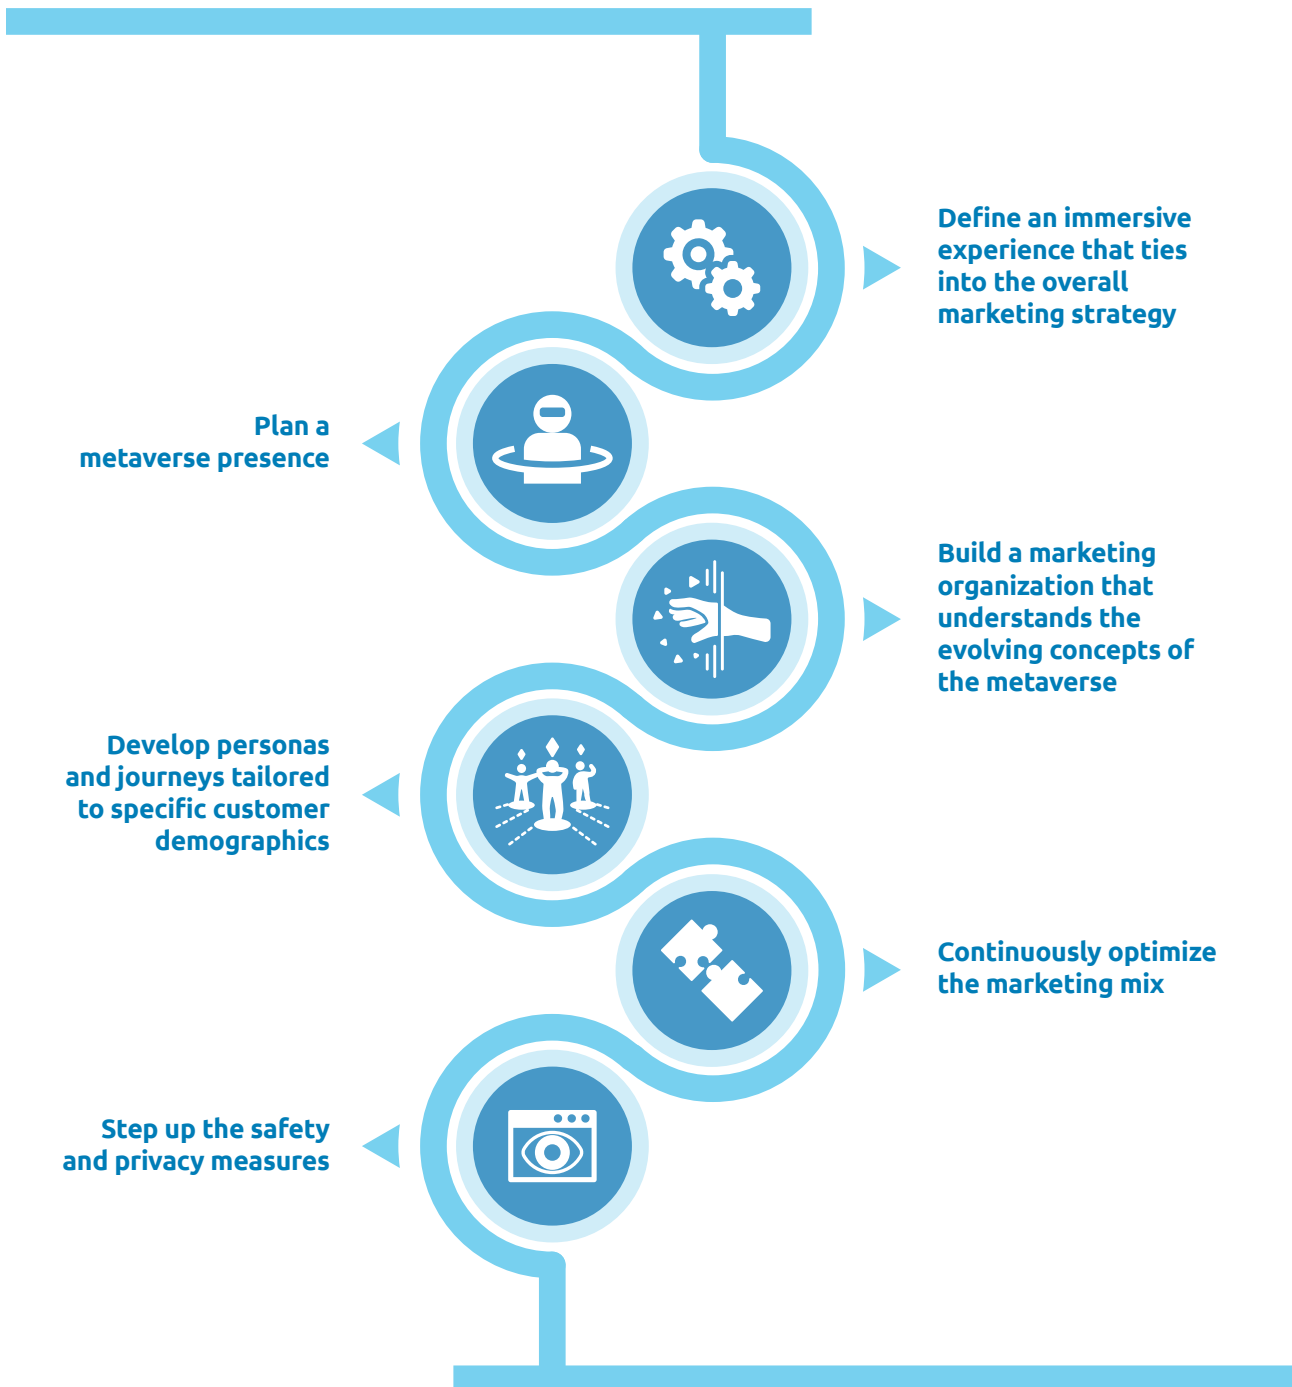 Define an immersive
experience that ties
into the overall
marketing strategy
Plan a
metaverse presence
Build a marketing
organization that
understands the
evolving concepts of
the metaverse
Develop personas
and journeys tailored
to specific customer
demographics
Continuously optimize
the marketing mix
Step up the safety
and privacy measures